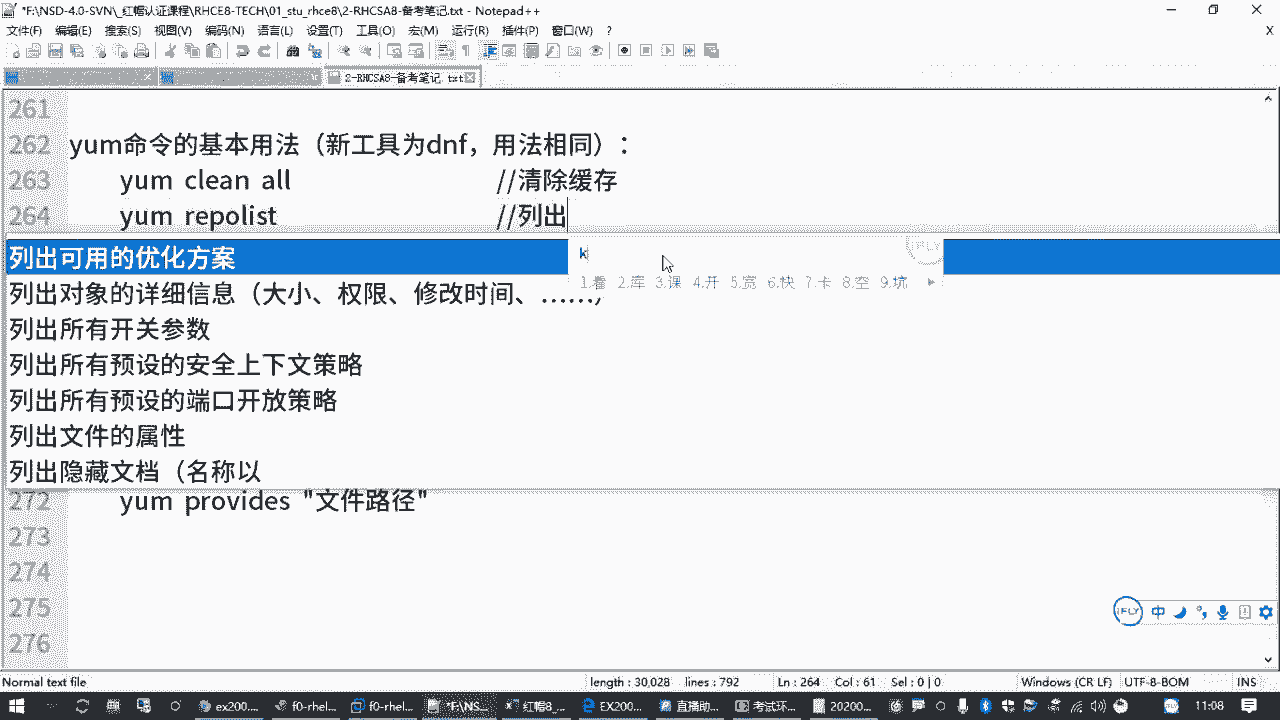 *F:\NSD-4.0-SVN\_红帽认证课程\RHCE8-TECH\01_stu_rhce8\2-RHCSA8-备考笔记.txt - Notepad++
文件(F) 编辑(E) 搜索(S) 视图(V) 编码(N) 语言(L) 设置(T) 工具(O) 宏(M) 运行(R) 插件(P) 窗口(W) ? X
2-RHCSA8-备考笔记.txt
261
262 yum命令的基本用法（新工具为dnf，用法相同）：
263 yum clean all //清除缓存
264 yum repolist //列出
k
1.看 2.库 3.课 4.开 5.宽 6.快 7.卡 8.空 9.坑
列出可用的优化方案
列出对象的详细信息（大小、权限、修改时间、……）
列出所有开关参数
列出所有预设的安全上下文策略
列出所有预设的端口开放策略
列出文件的属性
列出隐藏文档（名称以
272 yum provides "文件路径"
273
274
275
276
iFLY 中
Normal text file length : 30,028 lines : 792 Ln : 264 Col : 61 Sel : 0 | 0 Windows (CR LF) UTF-8-BOM INS
ex200... f0-rhel... f0-rhel... *F:\NS... 红帽8_... EX200... 直播助... 考试环... 20200... 11:08